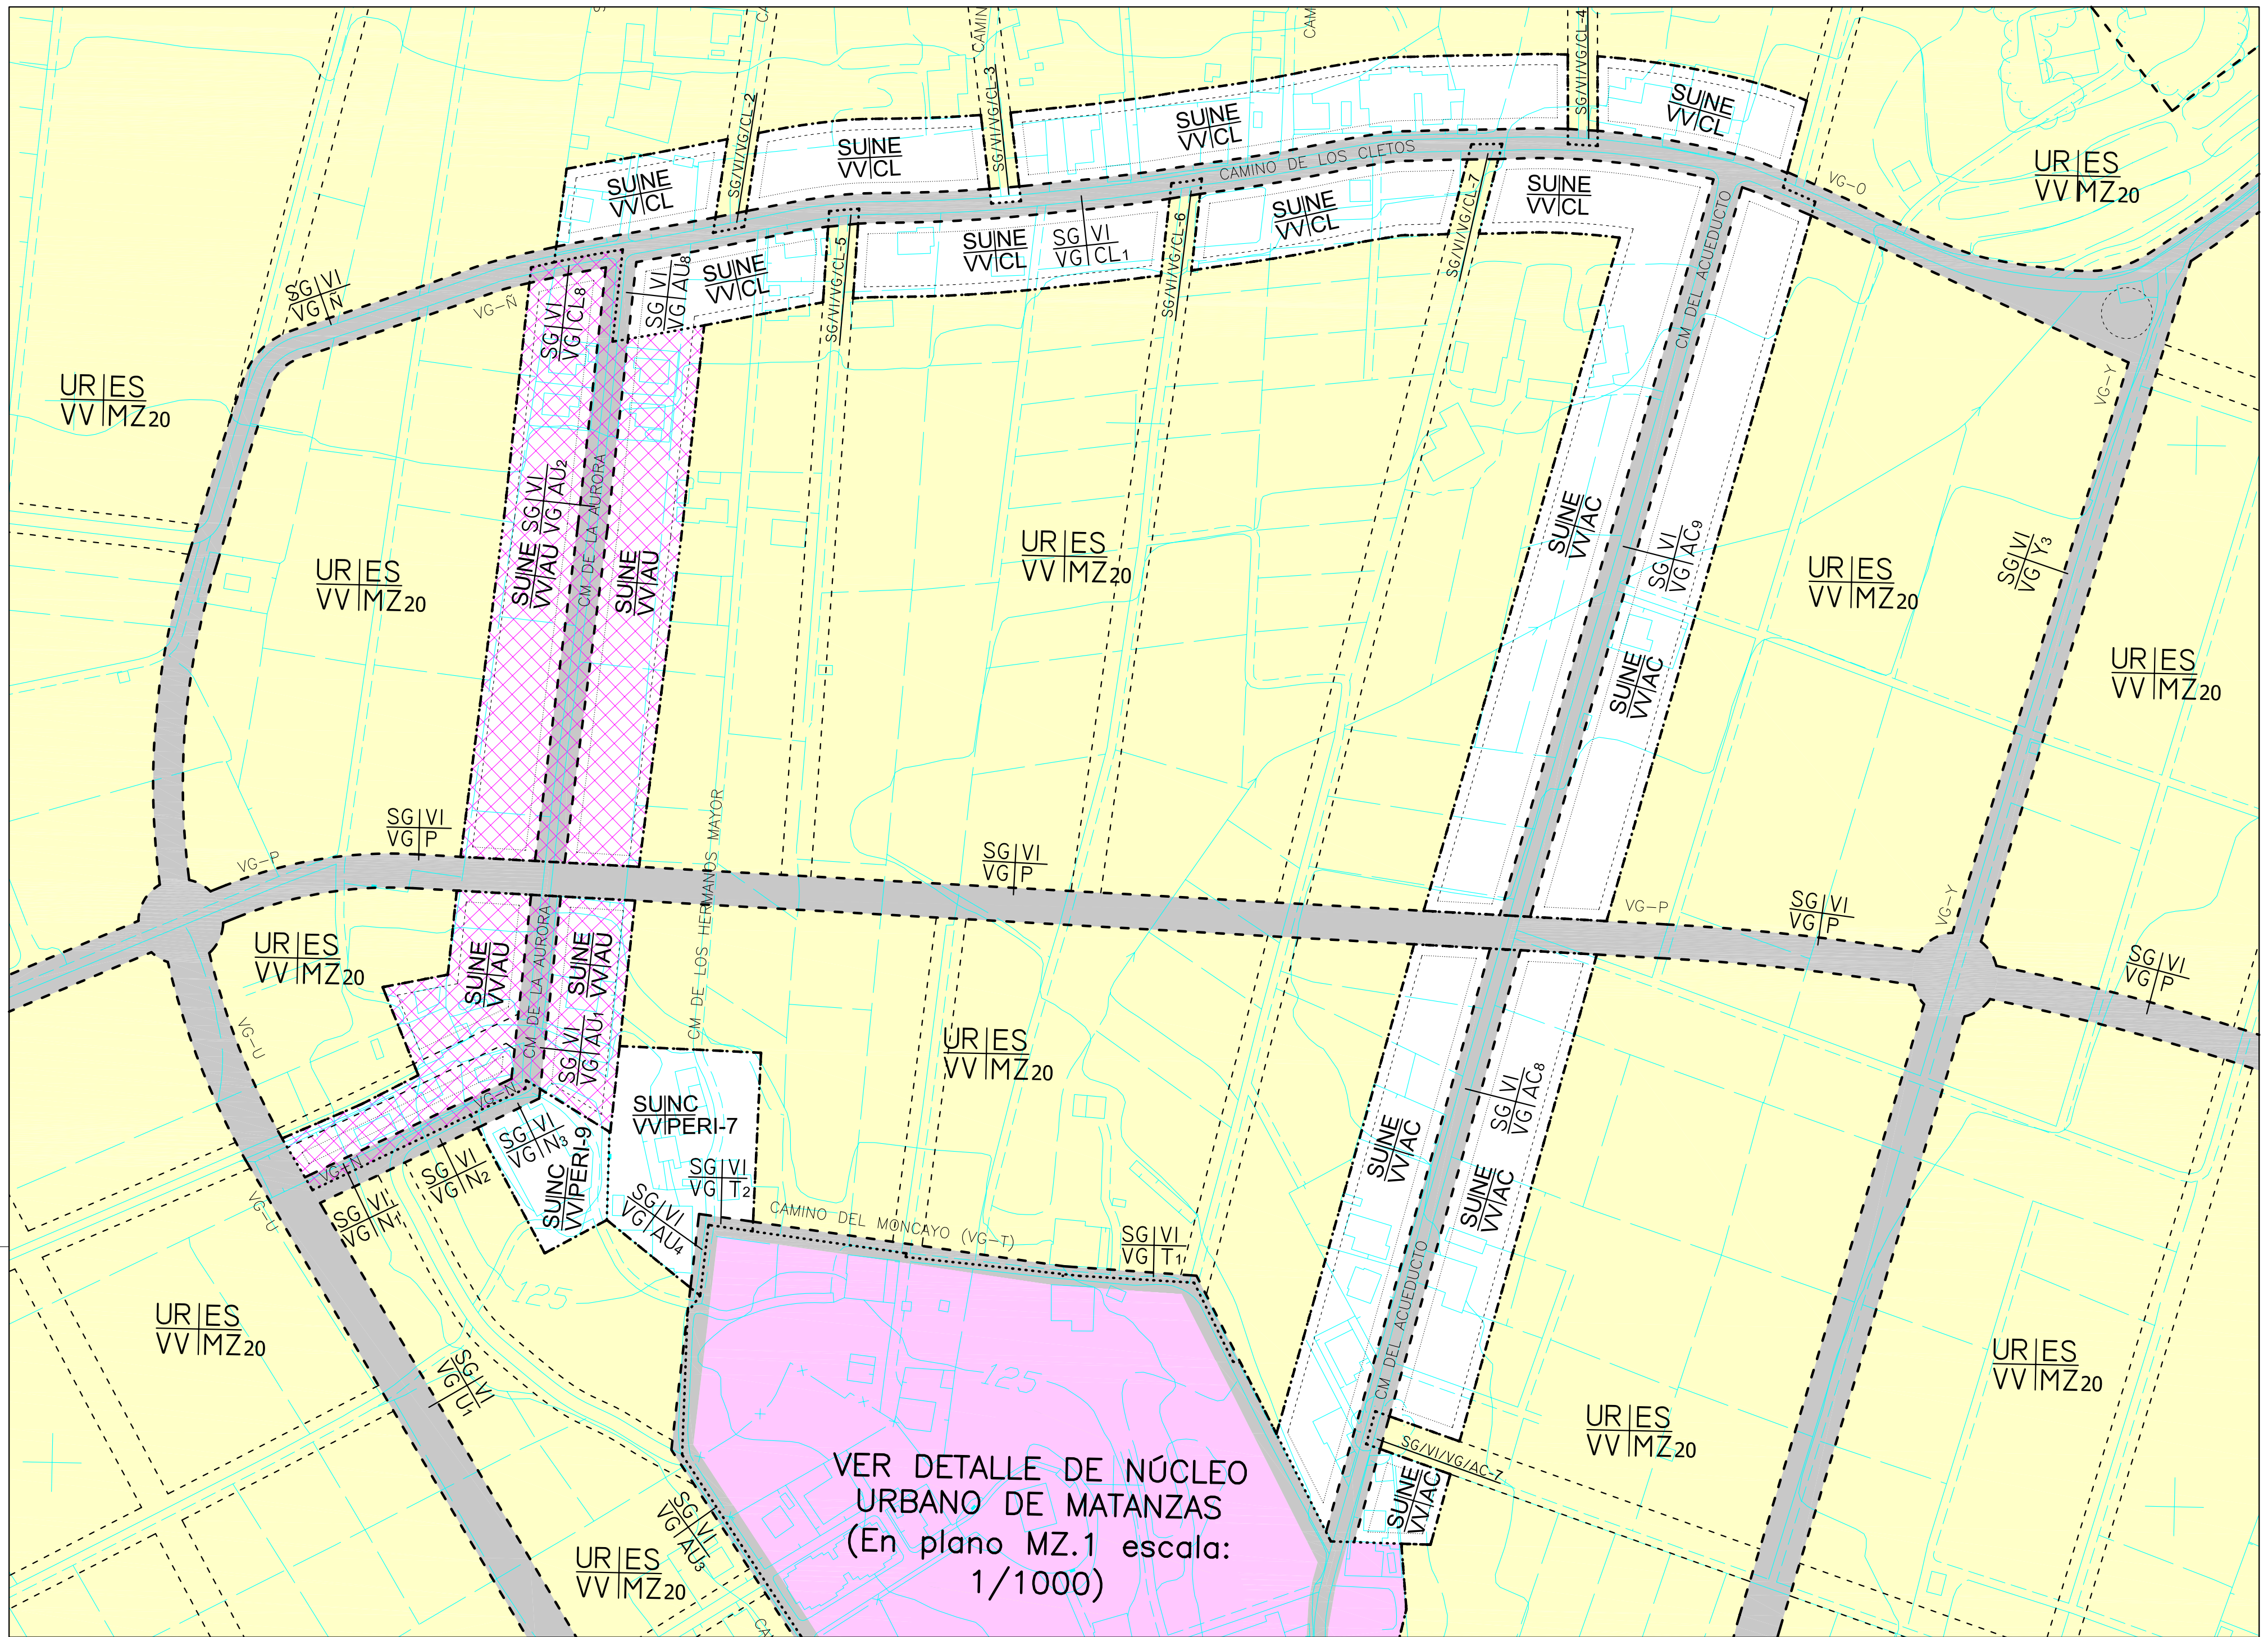 CAMIN
CAM
SG/VI/VG/CL-4
SG/VI/VG/CL-2
SG/VI/VG/CL-3
SU|NE
VV|CL
SU|NE
VV|CL
SU|NE
VV|CL
SU|NE
VV|CL
CAMINO DE LOS CLETOS
UR|ES
VV|MZ20
VG-O
SG/VI/VG/CL-5
SG/VI/VG/CL-6
SG/VI/VG/CL-7
SU|NE
VV|CL
SU|NE
VV|CL
SG|VI
VG|CL1
SU|NE
VV|CL
SU|NE
VV|CL
SG|VI
VG|AU8
SG|VI
VG|CL8
SG|VI
VG|Ñ
VG-Ñ
CM DEL ACUEDUCTO
VG-Y
UR|ES
VV|MZ20
SU|NE
VV|AU
SG|VI
VG|AU2
CM DE LA AURORA
SU|NE
VV|AU
UR|ES
VV|MZ20
UR|ES
VV|MZ20
SU|NE
VV|AC
SG|VI
VG|AC9
UR|ES
VV|MZ20
SG|VI
VG|Y3
SU|NE
VV|AC
UR|ES
VV|MZ20
SG|VI
VG|P
VG-P
CM DE LOS HERMANOS MAYOR
SG|VI
VG|P
VG-P
SG|VI
VG|P
VG-Y
SG|VI
VG|P
UR|ES
VV|MZ20
SU|NE
VV|AU
CM DE LA AURORA
SU|NE
VV|AU
SG|VI
VG|AU1
VG-U
UR|ES
VV|MZ20
SG|VI
VG|AC8
SU|NE
VV|AC
SU|NE
VV|AC
VG-N
SU|NC
VV|PERI-7
SG|VI
VG|N3
SU|NC
VV|PERI-9
SG|VI
VG|T2
SG|VI
VG|AU4
VG-N
SG|VI
VG|N2
SG|VI
VG|N1
VG-U
CAMINO DEL MONCAYO (VG-T)
SG|VI
VG|T1
125
125
UR|ES
VV|MZ20
SG|VI
VG|U1
CM DEL ACUEDUCTO
UR|ES
VV|MZ20
UR|ES
VV|MZ20
SG/VI/VG/AC-7
SU|NE
VV|AC
VER DETALLE DE NÚCLEO
URBANO DE MATANZAS
(En plano MZ.1 escala:
1/1000)
SG|VI
VG|AU3
UR|ES
VV|MZ20